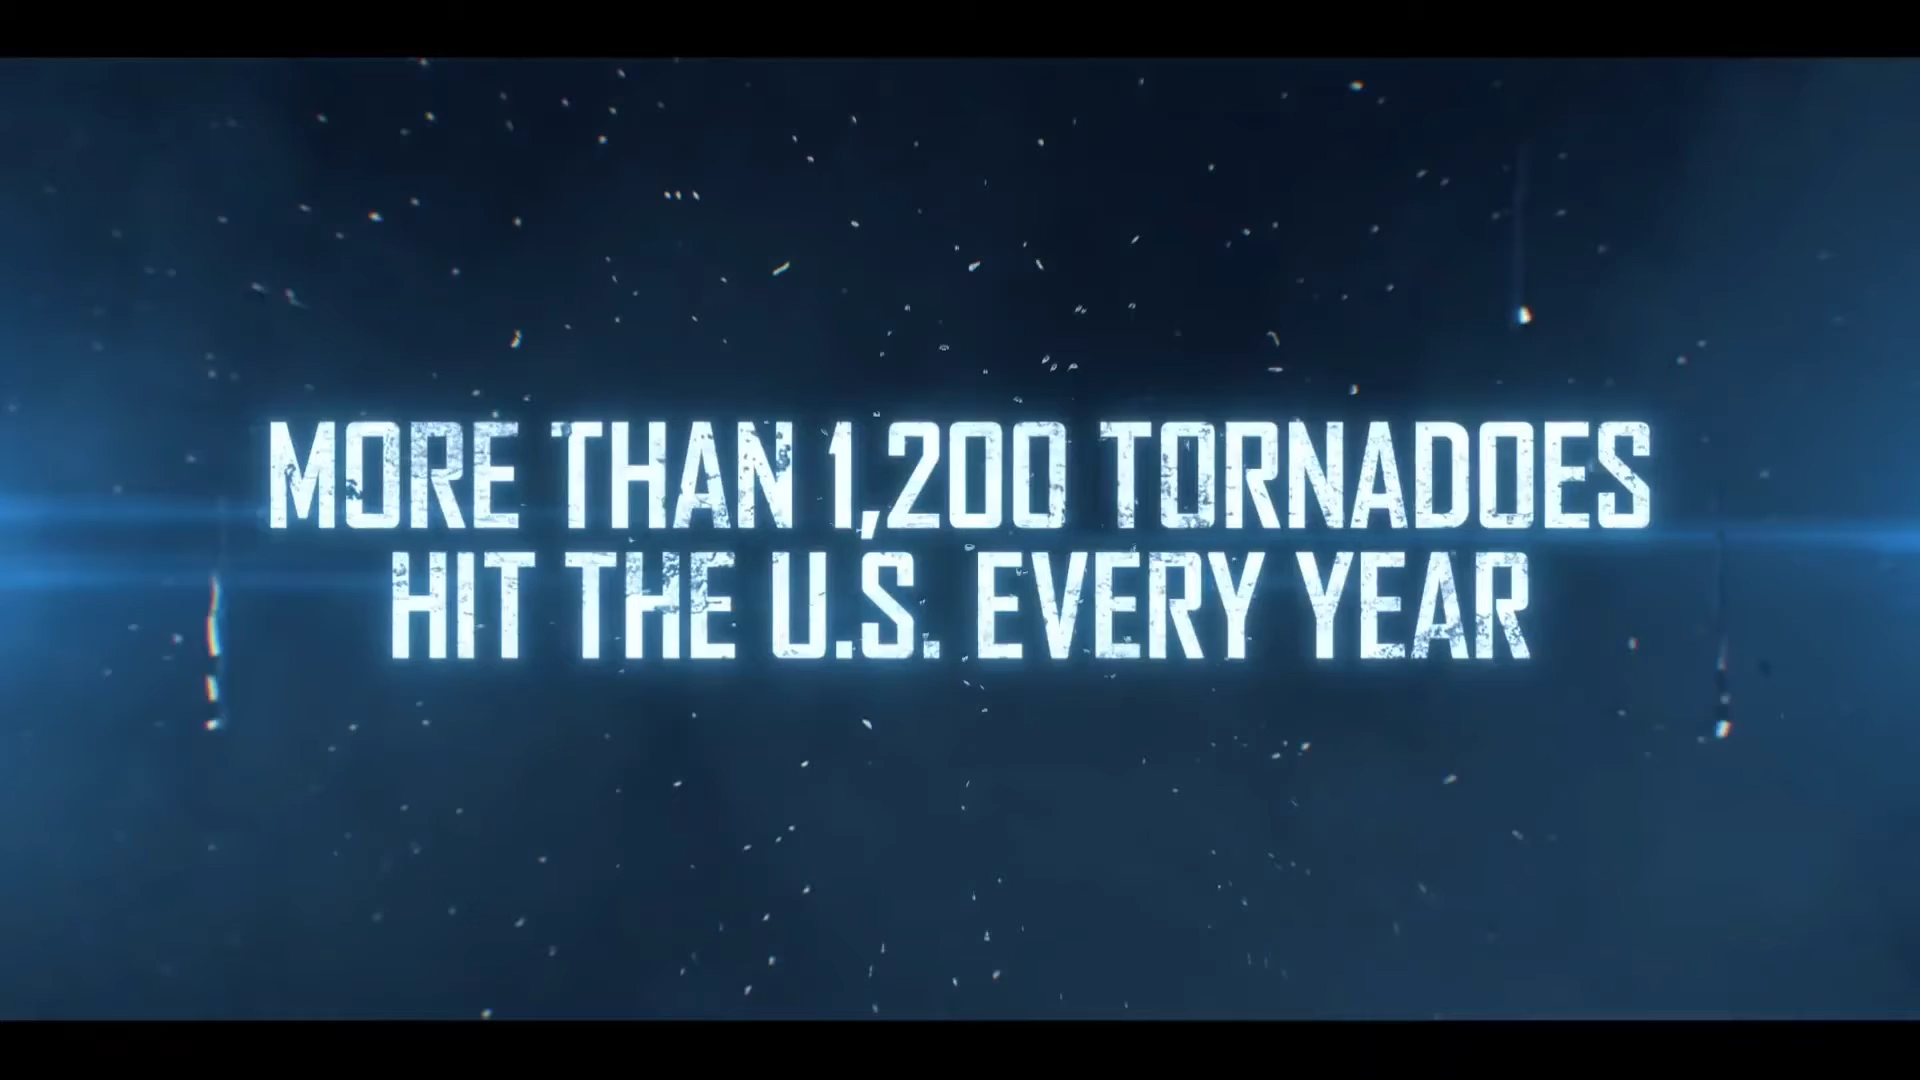 MORE THAN 1,200 TORNADOES
HIT THE U.S. EVERY YEAR